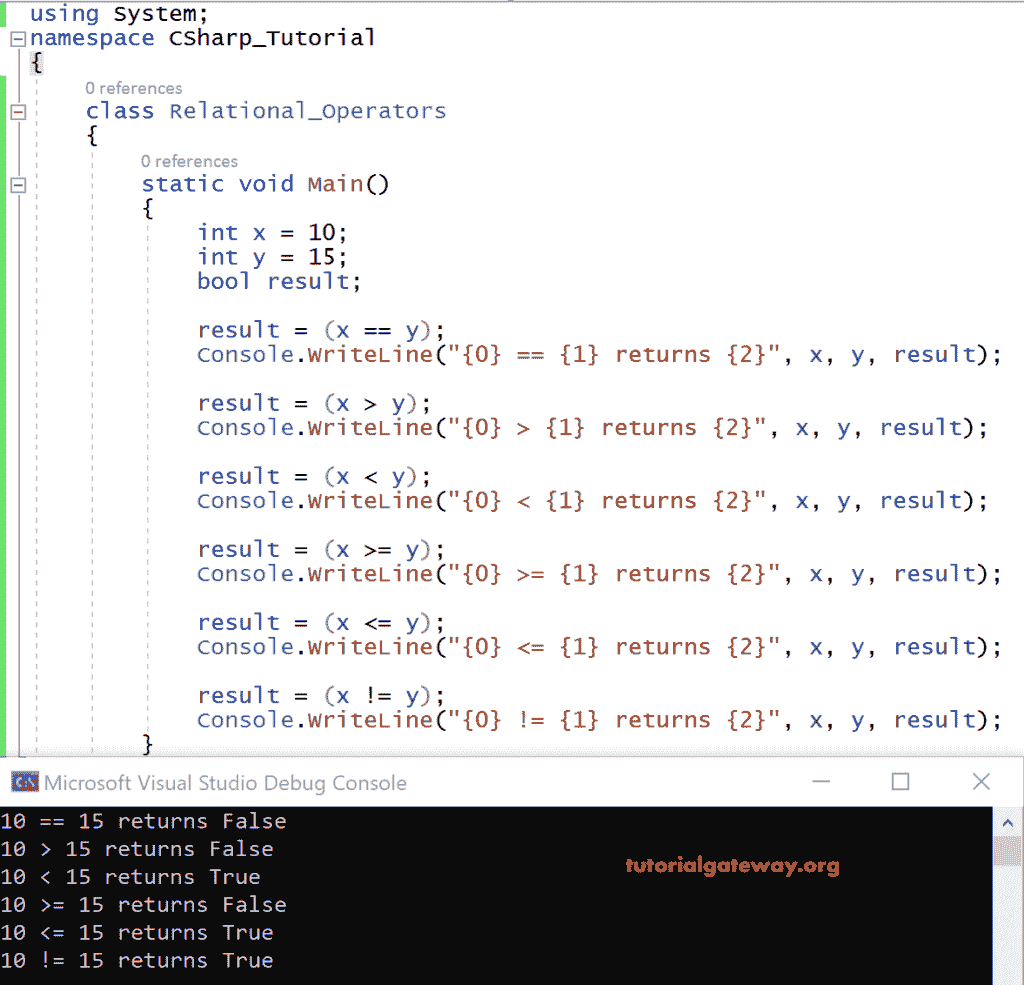 using System;
namespace CSharp_Tutorial
{
0 references
class Relational_Operators
{
0 references
static void Main()
{
int x = 10;
int y = 15;
bool result;
result = (x == y);
Console.WriteLine("{0} == {1} returns {2}", x, y, result);
result = (x > y);
Console.WriteLine("{0} > {1} returns {2}", x, y, result);
result = (x < y);
Console.WriteLine("{0} < {1} returns {2}", x, y, result);
result = (x >= y);
Console.WriteLine("{0} >= {1} returns {2}", x, y, result);
result = (x <= y);
Console.WriteLine("{0} <= {1} returns {2}", x, y, result);
result = (x != y);
Console.WriteLine("{0} != {1} returns {2}", x, y, result);
}
Microsoft Visual Studio Debug Console
10 == 15 returns False
10 > 15 returns False
tutorialgateway.org
10 < 15 returns True
10 >= 15 returns False
10 <= 15 returns True
10 != 15 returns True